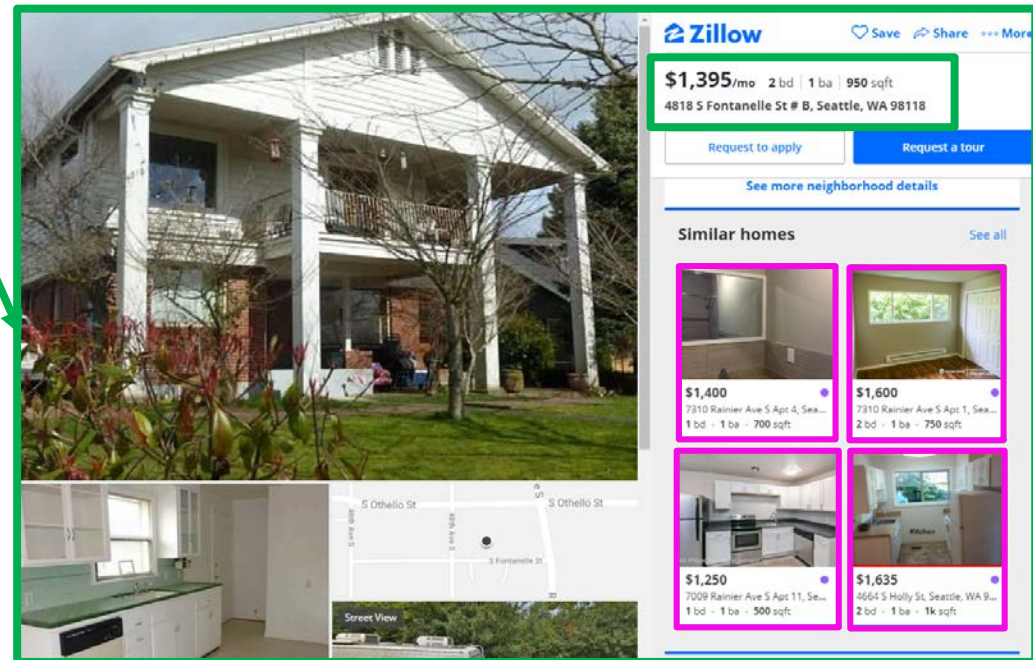 Zillow
Save Share More
$1,395/mo 2 bd | 1 ba | 950 sqft
4818 S Fontanelle St # B, Seattle, WA 98118
Request to apply
Request a tour
See more neighborhood details
Similar homes
See all
$1,400
7310 Rainier Ave S Apt 4, Sea...
1 bd · 1 ba · 700 sqft
$1,600
7310 Rainier Ave S Apt 1, Sea...
2 bd · 1 ba · 750 sqft
Kitchen
$1,250
7009 Rainier Ave S Apt 11, Se...
1 bd · 1 ba · 500 sqft
$1,635
4664 S Holly St, Seattle, WA 9...
2 bd · 1 ba · 1k sqft
S Othello St
S Othello St
48th Ave S
S Fontanelle St
Street View